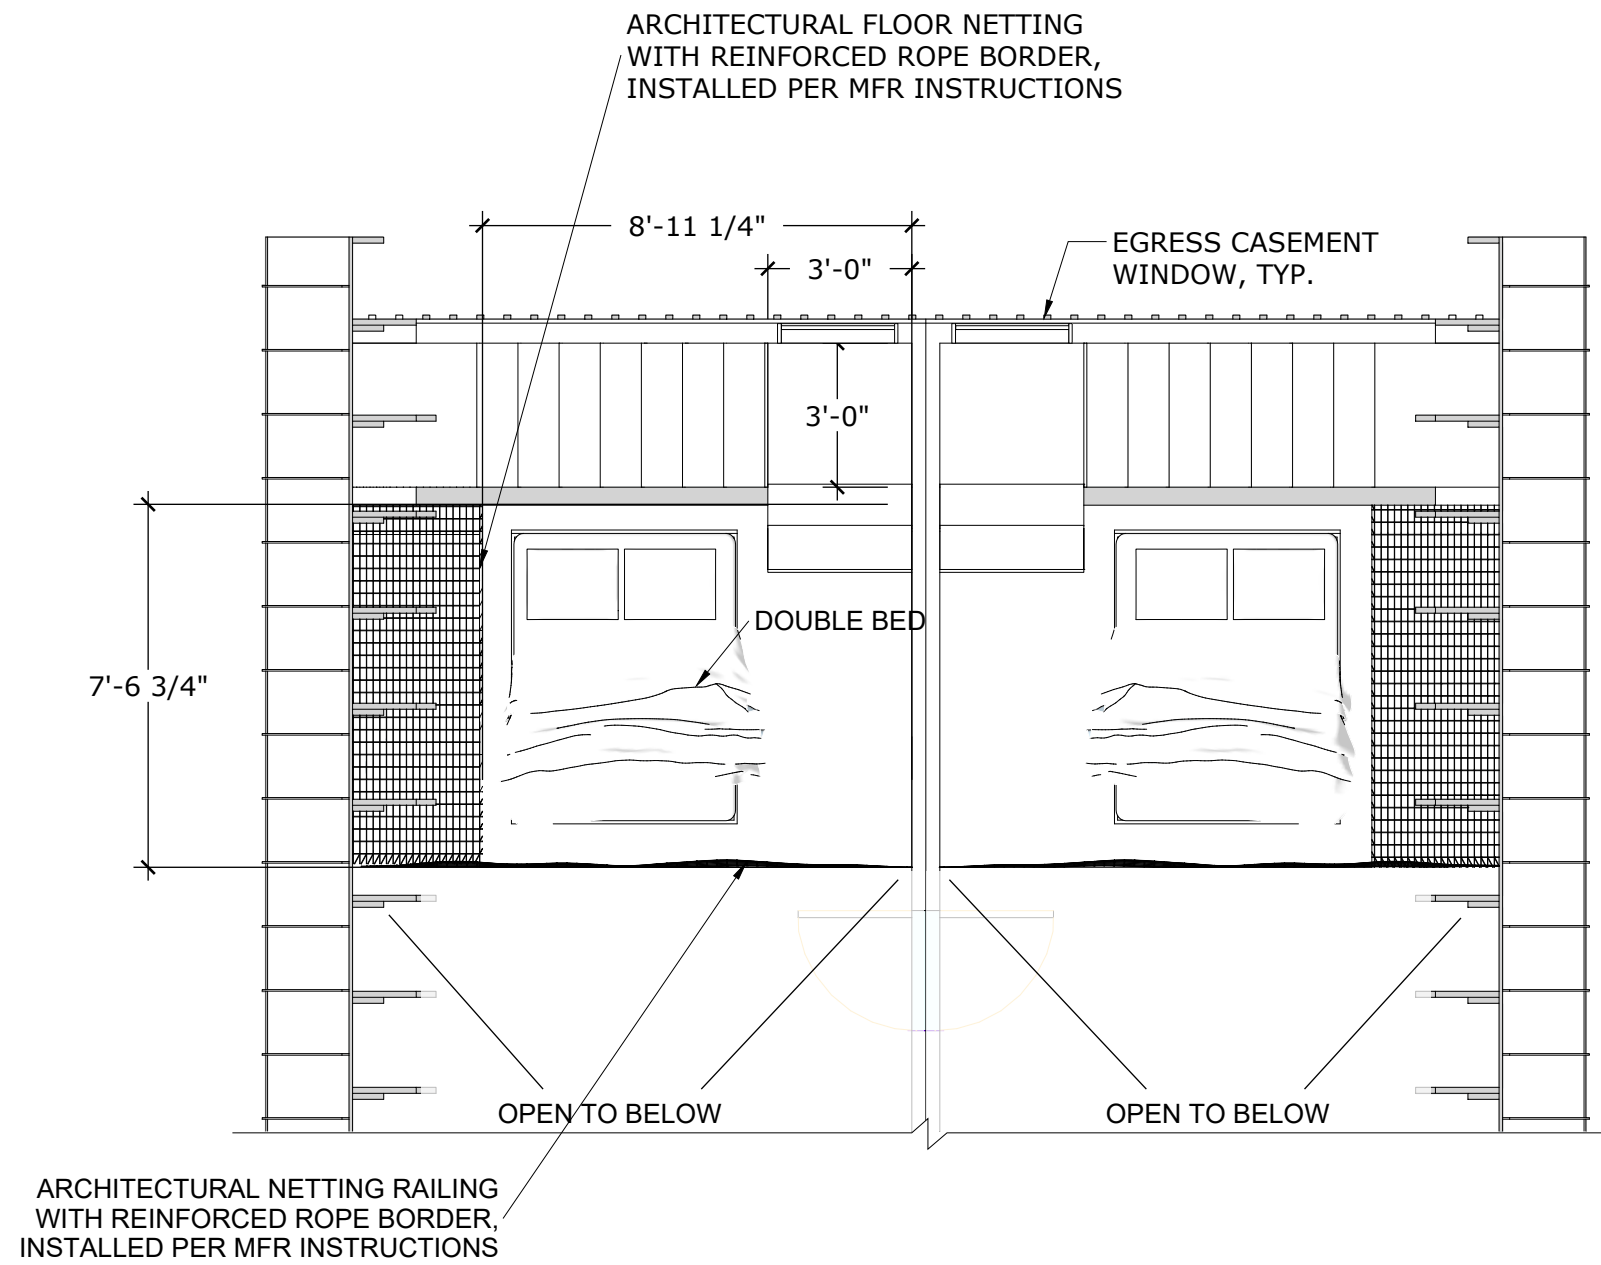 ARCHITECTURAL FLOOR NETTING
WITH REINFORCED ROPE BORDER,
INSTALLED PER MFR INSTRUCTIONS
8'-11 1/4"
3'-0"
EGRESS CASEMENT
WINDOW, TYP.
3'-0"
DOUBLE BED
7'-6 3/4"
OPEN TO BELOW
OPEN TO BELOW
ARCHITECTURAL NETTING RAILING
WITH REINFORCED ROPE BORDER,
INSTALLED PER MFR INSTRUCTIONS